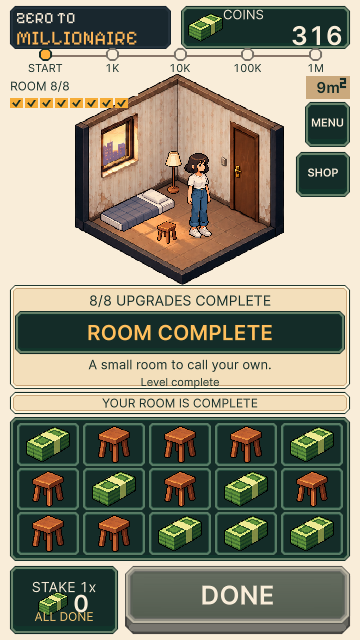 ZERO TO
MILLIONAIRE
COINS
316
START 1K 10K 100K 1M
ROOM 8/8
9m²
MENU
SHOP
8/8 UPGRADES COMPLETE
ROOM COMPLETE
A small room to call your own.
Level complete
YOUR ROOM IS COMPLETE
STAKE 1x
0
ALL DONE
DONE